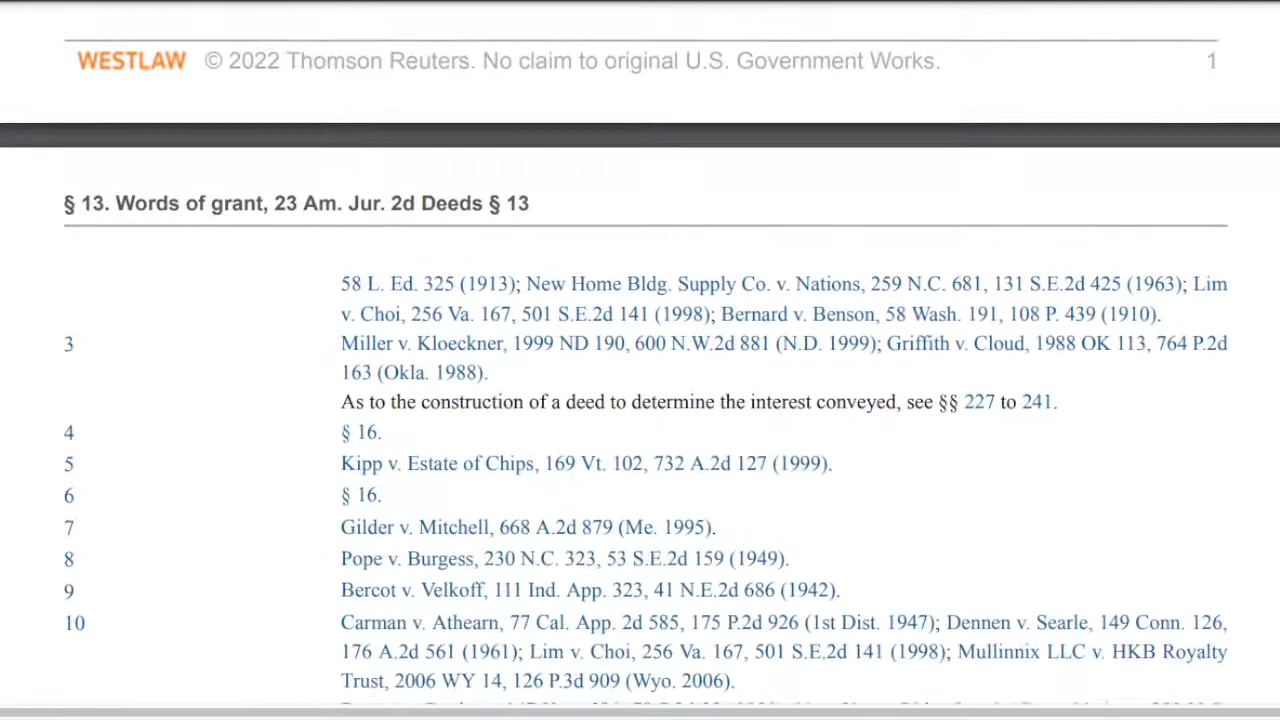 WESTLAW © 2022 Thomson Reuters. No claim to original U.S. Government Works. 1
§ 13. Words of grant, 23 Am. Jur. 2d Deeds § 13
58 L. Ed. 325 (1913); New Home Bldg. Supply Co. v. Nations, 259 N.C. 681, 131 S.E.2d 425 (1963); Lim
v. Choi, 256 Va. 167, 501 S.E.2d 141 (1998); Bernard v. Benson, 58 Wash. 191, 108 P. 439 (1910).
3 Miller v. Kloeckner, 1999 ND 190, 600 N.W.2d 881 (N.D. 1999); Griffith v. Cloud, 1988 OK 113, 764 P.2d
163 (Okla. 1988).
As to the construction of a deed to determine the interest conveyed, see §§ 227 to 241.
4 § 16.
5 Kipp v. Estate of Chips, 169 Vt. 102, 732 A.2d 127 (1999).
6 § 16.
7 Gilder v. Mitchell, 668 A.2d 879 (Me. 1995).
8 Pope v. Burgess, 230 N.C. 323, 53 S.E.2d 159 (1949).
9 Bercot v. Velkoff, 111 Ind. App. 323, 41 N.E.2d 686 (1942).
10 Carman v. Athearn, 77 Cal. App. 2d 585, 175 P.2d 926 (1st Dist. 1947); Dennen v. Searle, 149 Conn. 126,
176 A.2d 561 (1961); Lim v. Choi, 256 Va. 167, 501 S.E.2d 141 (1998); Mullinnix LLC v. HKB Royalty
Trust, 2006 WY 14, 126 P.3d 909 (Wyo. 2006).